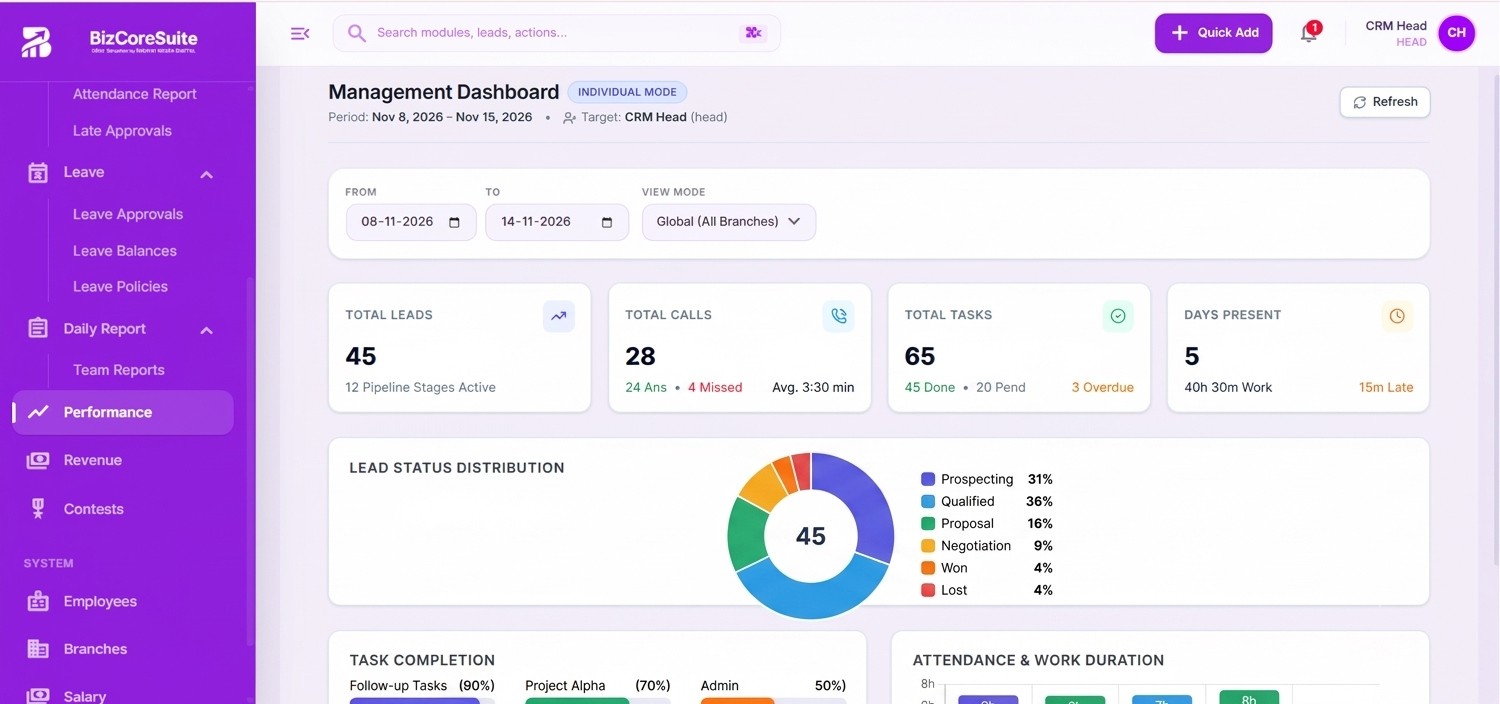 BizCoreSuite
Attendance Report
Late Approvals
Leave
Leave Approvals
Leave Balances
Leave Policies
Daily Report
Team Reports
Performance
Revenue
Contests
SYSTEM
Employees
Branches
Salary
Search modules, leads, actions...
Quick Add
1
CRM Head
HEAD
CH
Management Dashboard INDIVIDUAL MODE
Period: Nov 8, 2026 – Nov 15, 2026 • Target: CRM Head (head)
Refresh
FROM TO VIEW MODE
08-11-2026 14-11-2026 Global (All Branches)
TOTAL LEADS
45
12 Pipeline Stages Active
TOTAL CALLS
28
24 Ans • 4 Missed Avg. 3:30 min
TOTAL TASKS
65
45 Done • 20 Pend 3 Overdue
DAYS PRESENT
5
40h 30m Work 15m Late
LEAD STATUS DISTRIBUTION
45
Prospecting 31%
Qualified 36%
Proposal 16%
Negotiation 9%
Won 4%
Lost 4%
TASK COMPLETION
Follow-up Tasks (90%) Project Alpha (70%) Admin 50%)
ATTENDANCE & WORK DURATION
8h
8h